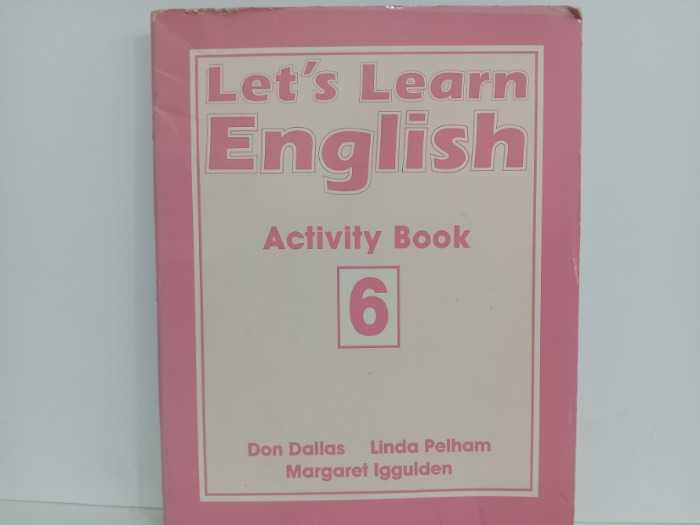 Let's Learn
English
Activity Book
6
Don Dallas Linda Pelham
Margaret Iggulden